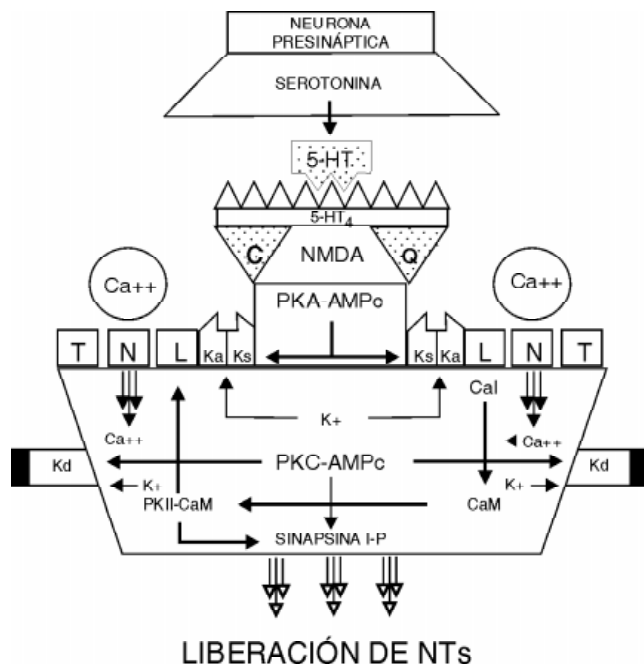 NEURONA
PRESINÁPTICA
SEROTONINA
5-HT
5-HT4
C NMDA Q
Ca++ Ca++
PKA-AMPc
T N L Ka Ks Ks Ka L N T
Cal
K+
Ca++ Ca++
Kd PKC-AMPc Kd
K+ K+
PKII-CaM CaM
SINAPSINA I-P
LIBERACIÓN DE NTs